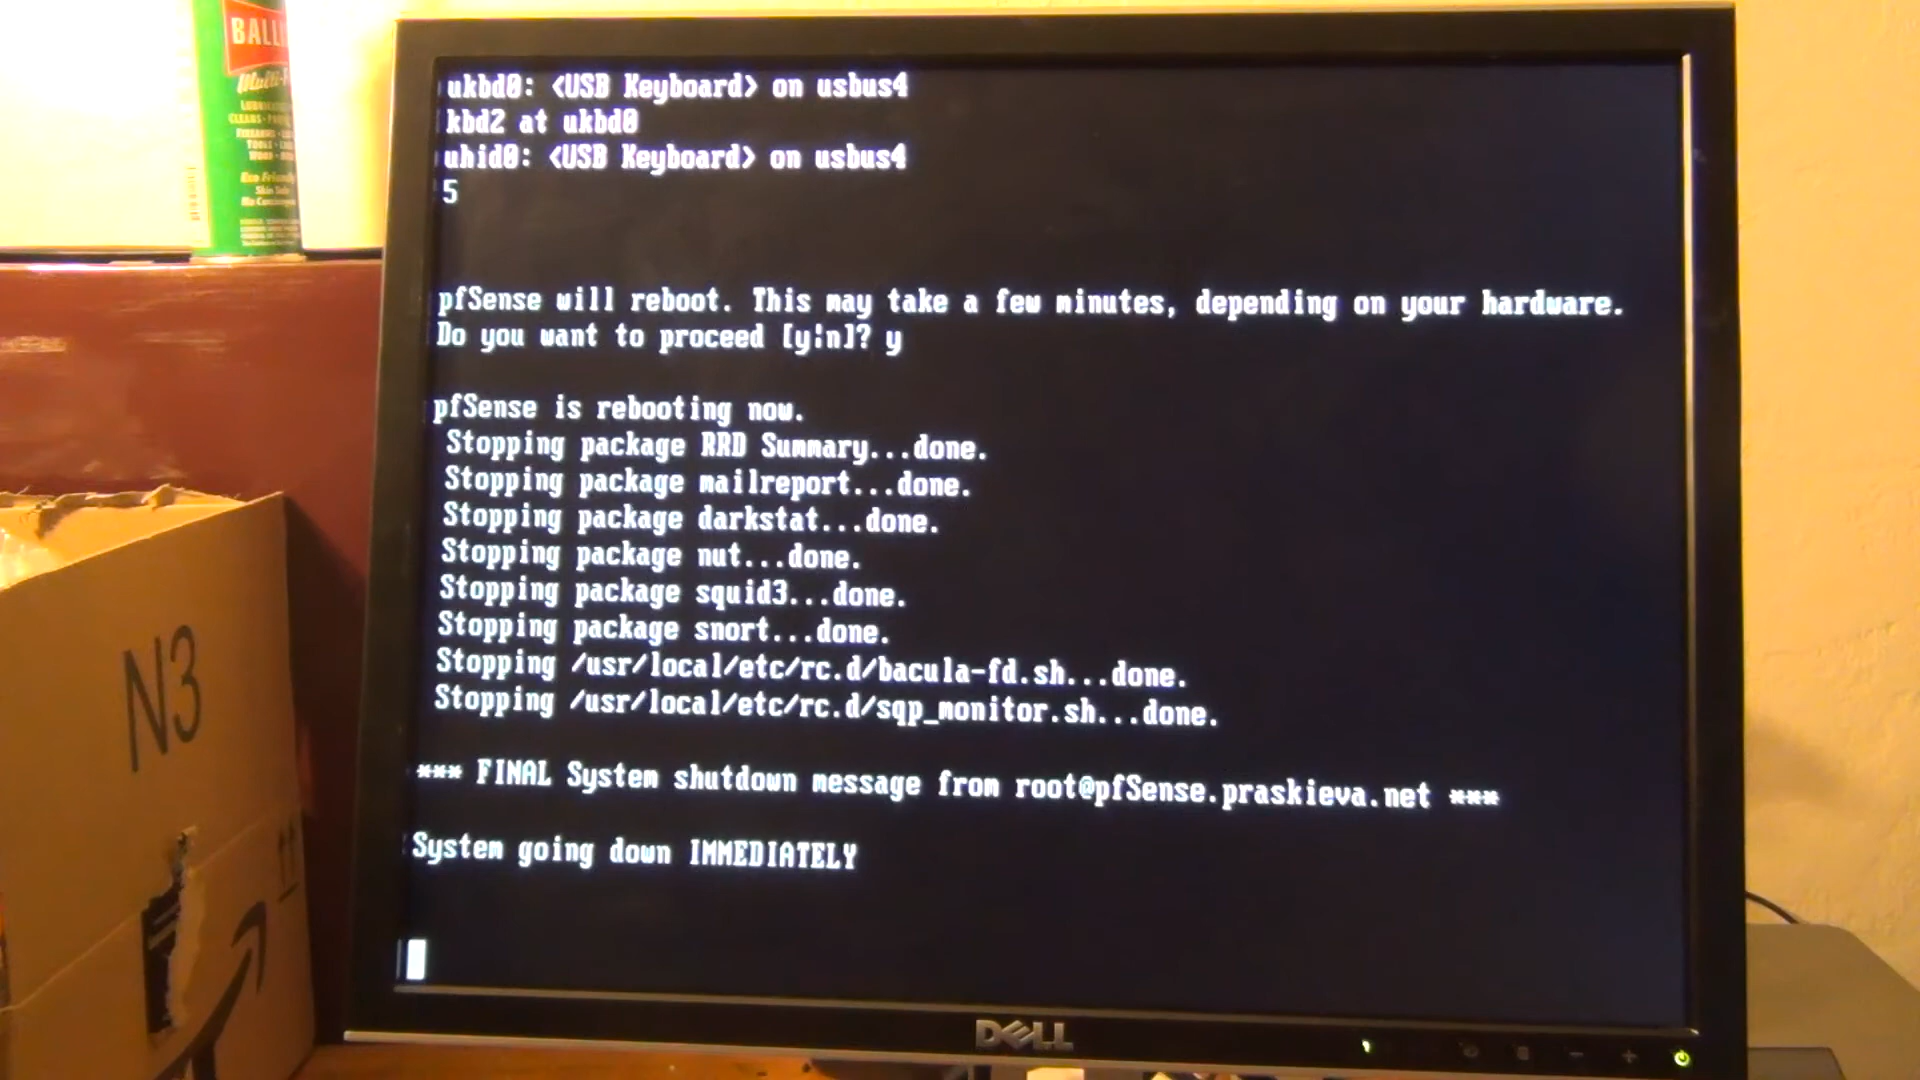 BALL
Multi-
ukbd0: <USB Keyboard> on usbus4
kbd2 at ukbd0
uhid0: <USB Keyboard> on usbus4
5
pfSense will reboot. This may take a few minutes, depending on your hardware.
Do you want to proceed [y|n]? y
pfSense is rebooting now.
Stopping package RRD Summary...done.
Stopping package mailreport...done.
Stopping package darkstat...done.
Stopping package nut...done.
Stopping package squid3...done.
Stopping package snort...done.
Stopping /usr/local/etc/rc.d/bacula-fd.sh...done.
Stopping /usr/local/etc/rc.d/sqp_monitor.sh...done.
*** FINAL System shutdown message from root@pfSense.praskieva.net ***
System going down IMMEDIATELY
N3
DELL